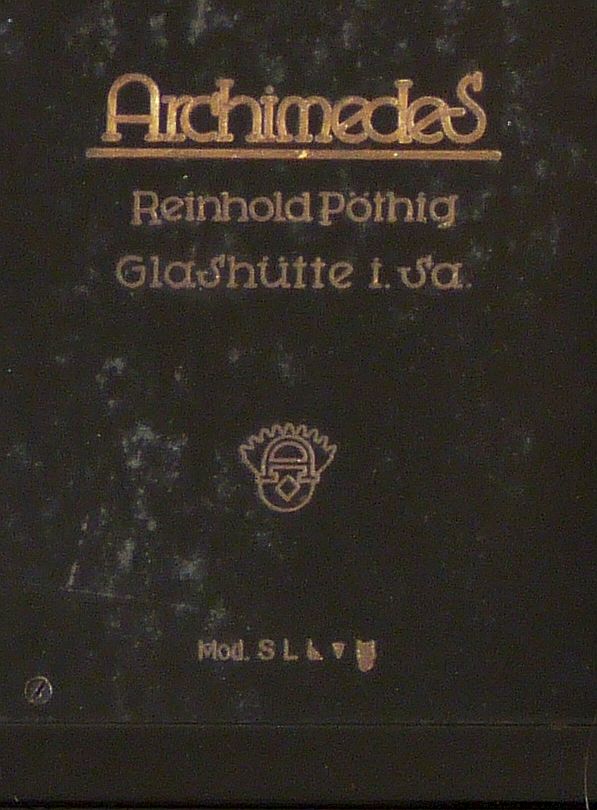 Archimedes
Reinhold Pöthig
Glashütte i. Sa.
Mod. S L